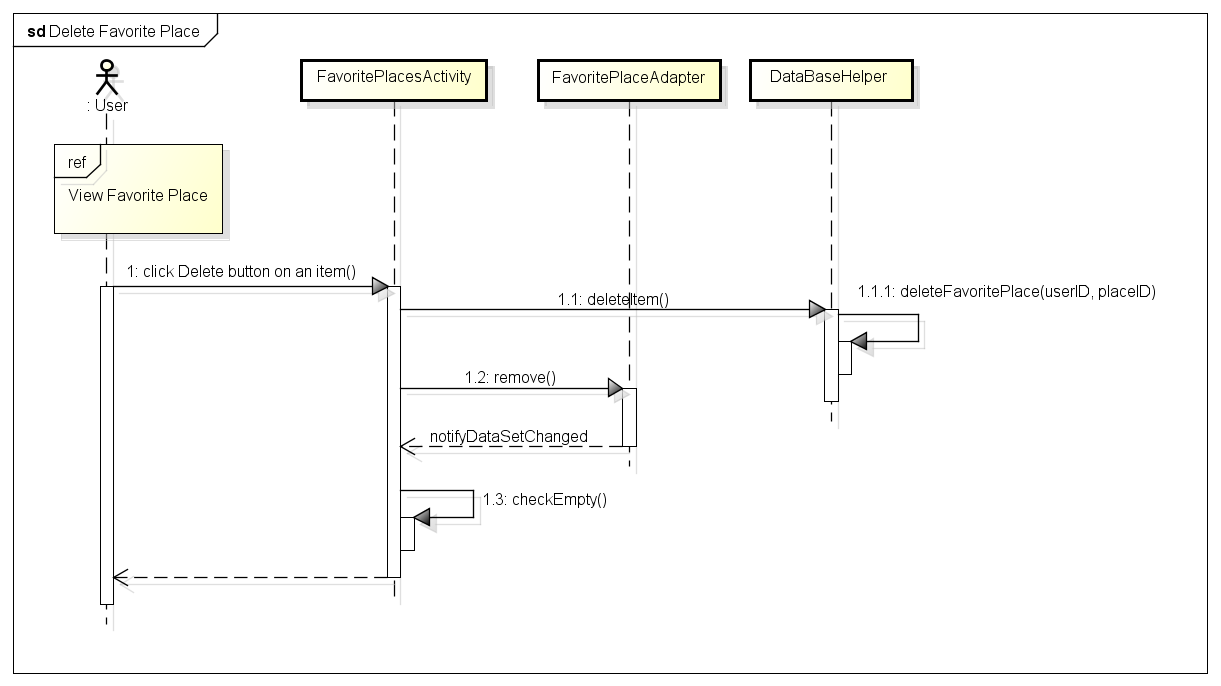 sd Delete Favorite Place
: User
FavoritePlacesActivity
FavoritePlaceAdapter
DataBaseHelper
ref
View Favorite Place
1: click Delete button on an item()
1.1: deleteItem()
1.1.1: deleteFavoritePlace(userID, placeID)
1.2: remove()
notifyDataSetChanged
1.3: checkEmpty()